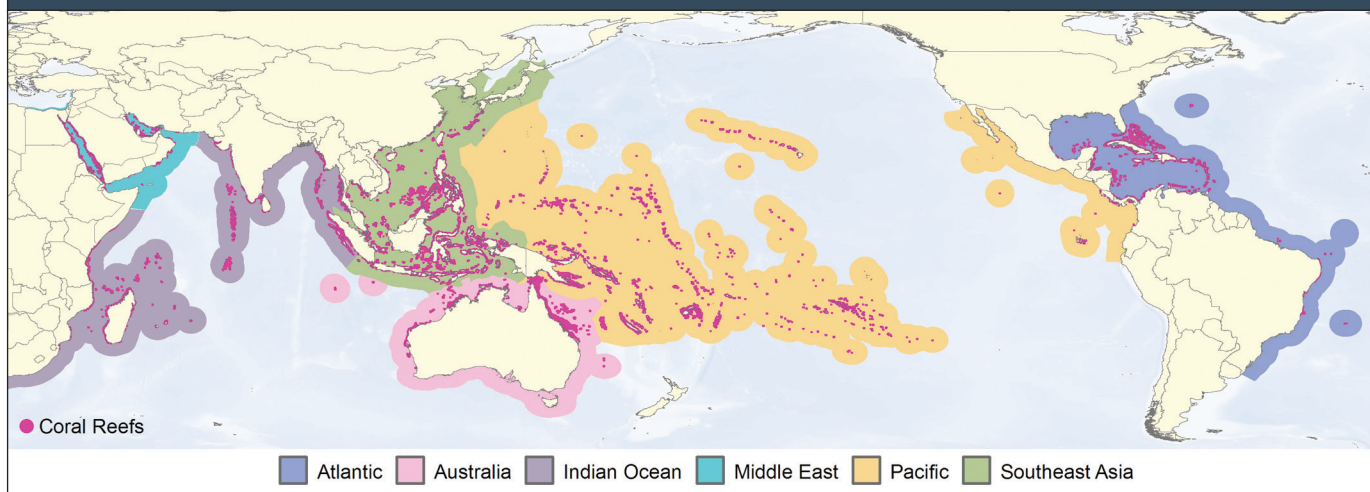 Coral Reefs
Atlantic
Australia
Indian Ocean
Middle East
Pacific
Southeast Asia